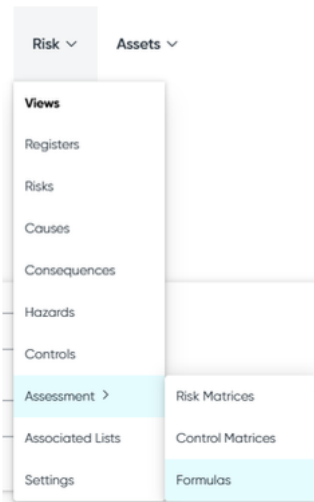 Risk
Assets
Views
Registers
Risks
Causes
Consequences
Hazards
Controls
Assessment >
Risk Matrices
Associated Lists
Control Matrices
Settings
Formulas